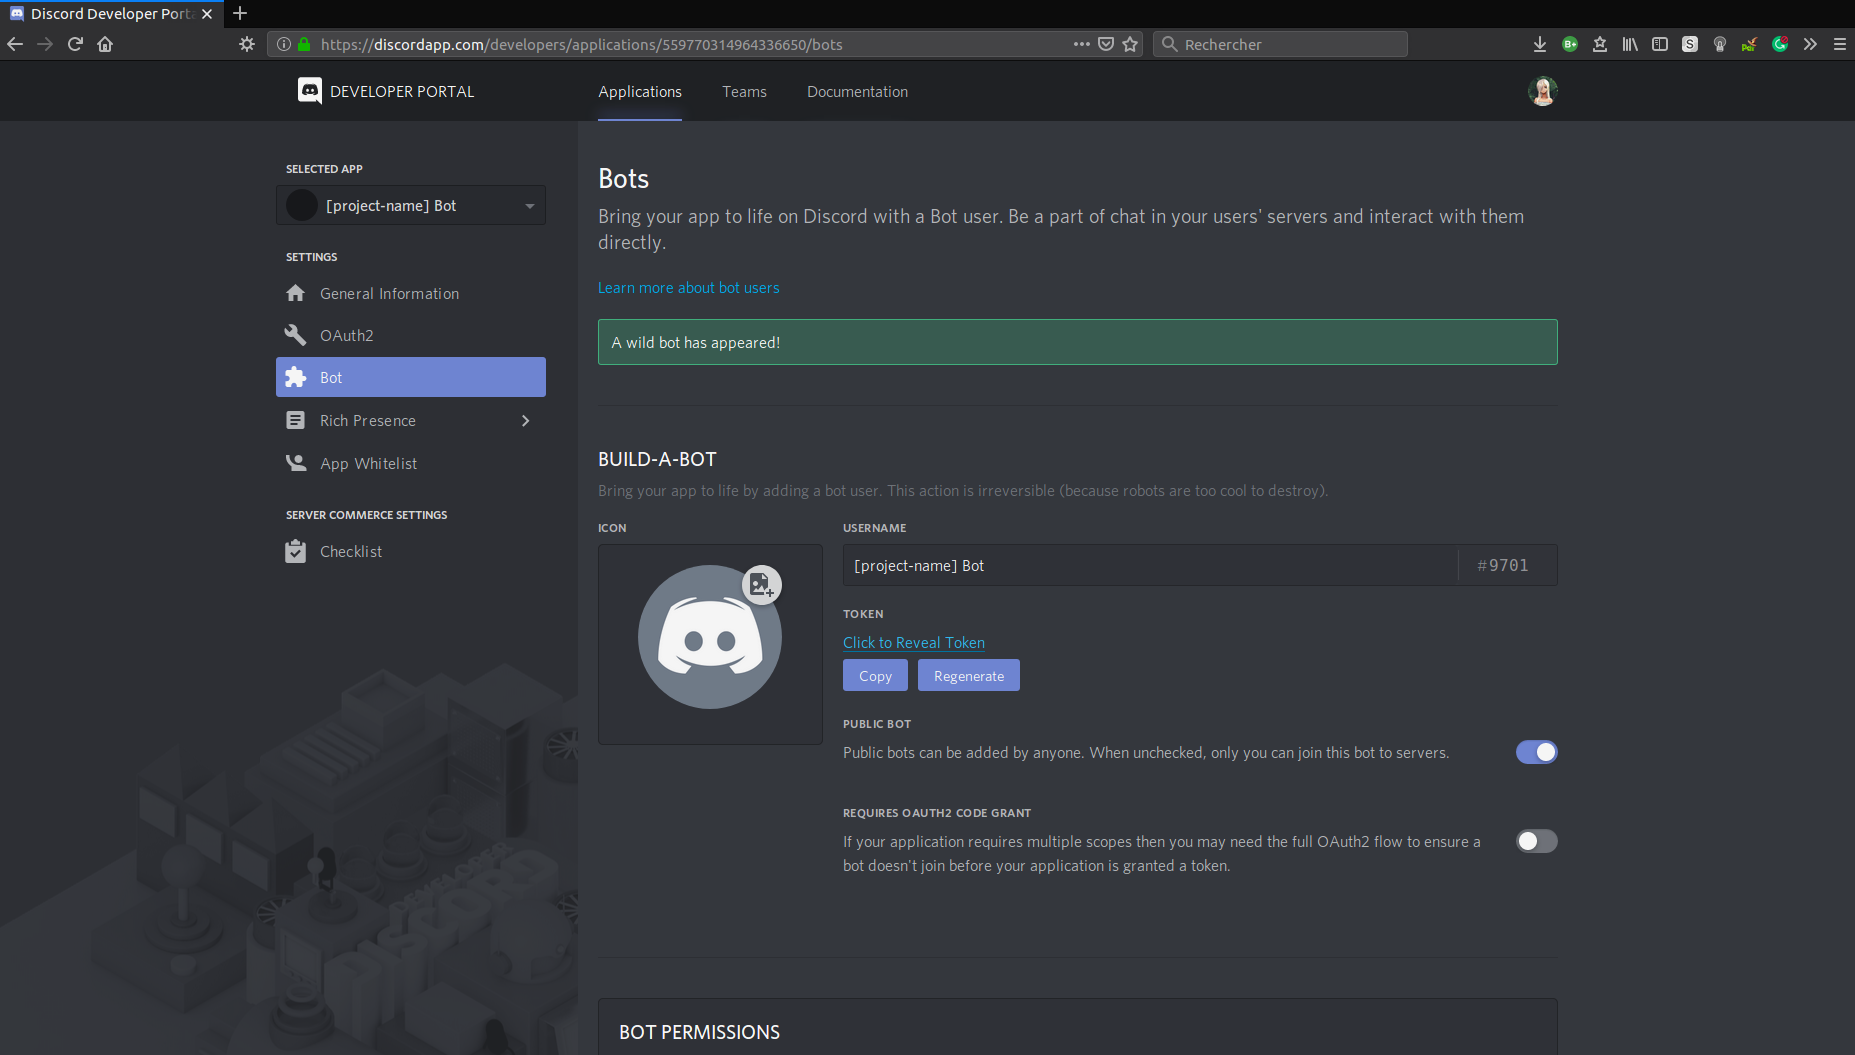 Discord Developer Port
https://discordapp.com/developers/applications/559770314964336650/bots
Rechercher
DEVELOPER PORTAL
Applications
Teams
Documentation
SELECTED APP
[project-name] Bot
SETTINGS
General Information
OAuth2
Bot
Rich Presence
App Whitelist
SERVER COMMERCE SETTINGS
Checklist
Bots
Bring your app to life on Discord with a Bot user. Be a part of chat in your users' servers and interact with them
directly.
Learn more about bot users
A wild bot has appeared!
BUILD-A-BOT
Bring your app to life by adding a bot user. This action is irreversible (because robots are too cool to destroy).
ICON
USERNAME
[project-name] Bot
#9701
TOKEN
Click to Reveal Token
Copy
Regenerate
PUBLIC BOT
Public bots can be added by anyone. When unchecked, only you can join this bot to servers.
REQUIRES OAUTH2 CODE GRANT
If your application requires multiple scopes then you may need the full OAuth2 flow to ensure a
bot doesn't join before your application is granted a token.
BOT PERMISSIONS